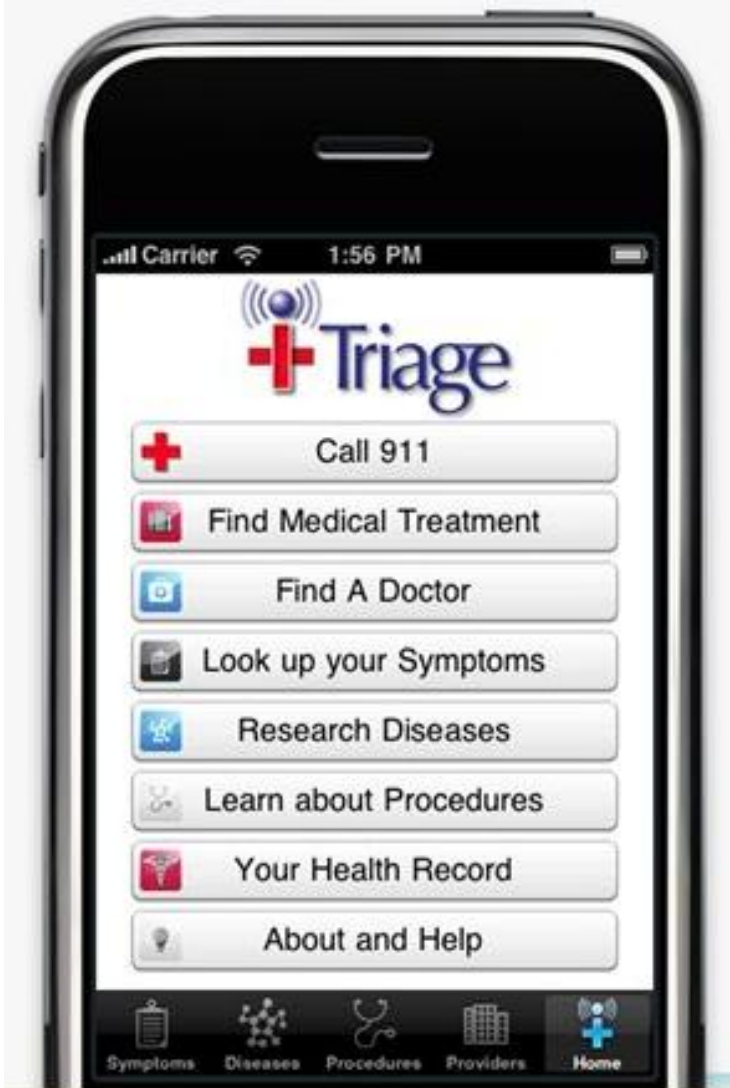 Carrier 1:56 PM
Triage
Call 911
Find Medical Treatment
Find A Doctor
Look up your Symptoms
Research Diseases
Learn about Procedures
Your Health Record
About and Help
Symptoms Diseases Procedures Providers Home